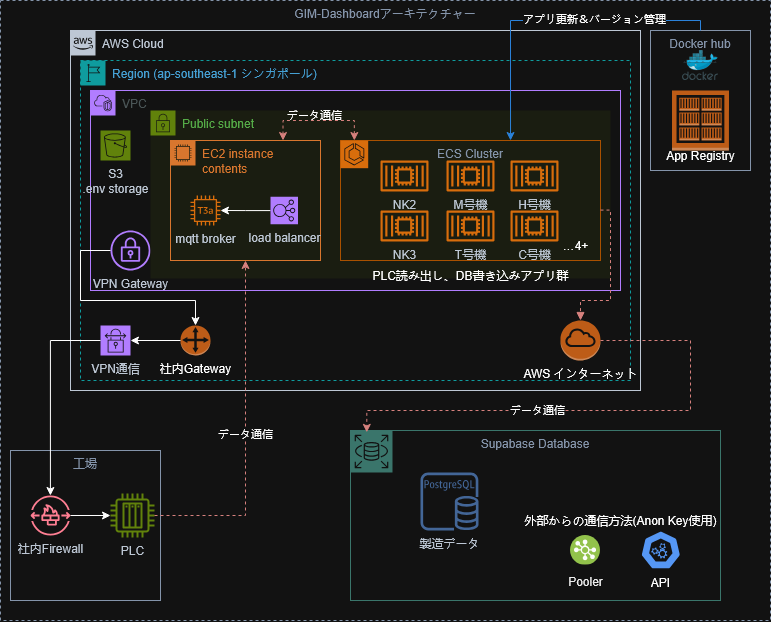 GIM-Dashboardアーキテクチャー
アプリ更新＆バージョン管理
aws
AWS Cloud
Docker hub
docker
App Registry
Region (ap-southeast-1 シンガポール)
VPC
Public subnet
データ通信
S3
.env storage
EC2 instance
contents
T3a
mqtt broker
load balancer
ECS Cluster
NK2
M号機
H号機
NK3
T号機
C号機
...4+
PLC読み出し、DB書き込みアプリ群
VPN Gateway
VPN通信
社内Gateway
AWS インターネット
データ通信
データ通信
工場
社内Firewall
PLC
Supabase Database
PostgreSQL
製造データ
外部からの通信方法(Anon Key使用)
Pooler
API